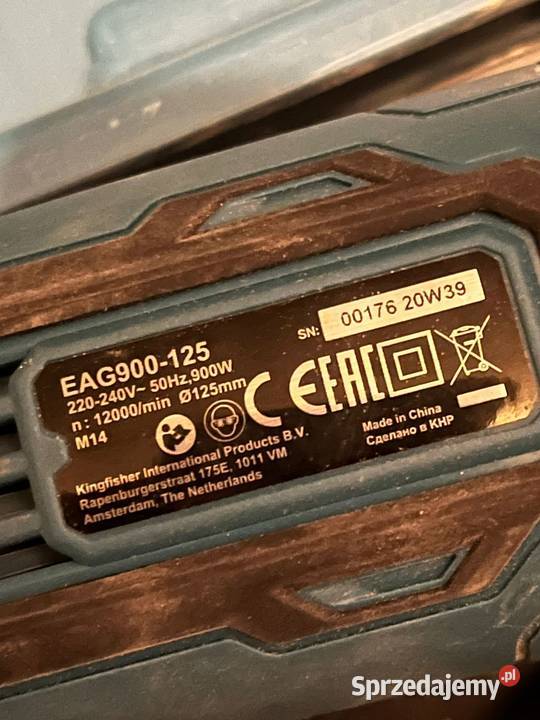 SN: 00176 20W39
EAG900-125
220-240V~ 50Hz,900W
n : 12000/min Ø125mm
M14
CE EAC
Kingfisher International Products B.V.
Rapenburgerstraat 175E, 1011 VM
Amsterdam, The Netherlands
Made in China
Сделано в КНР
Sprzedajemy.pl